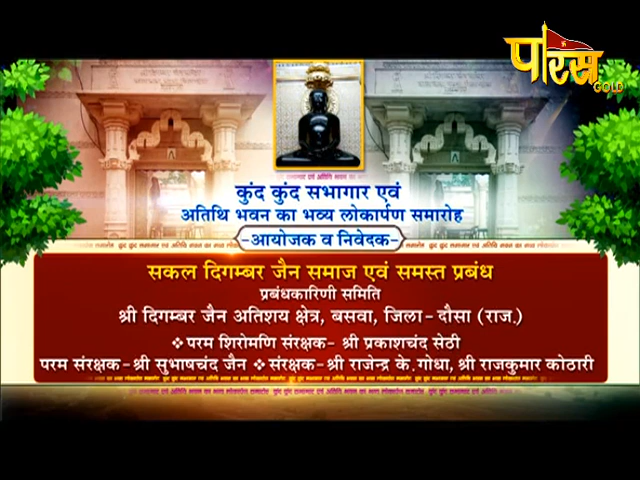 पारस
GOLD
कुंद कुंद सभागार एवं
अतिथि भवन का भव्य लोकार्पण समारोह
-आयोजक व निवेदक-
सकल दिगम्बर जैन समाज एवं समस्त प्रबंध
प्रबंधकारिणी समिति
श्री दिगम्बर जैन अतिशय क्षेत्र, बसवा, जिला-दौसा (राज.)
❖परम शिरोमणि संरक्षक- श्री प्रकाशचंद सेठी
परम संरक्षक-श्री सुभाषचंद जैन ❖संरक्षक-श्री राजेन्द्र के.गोधा, श्री राजकुमार कोठारी